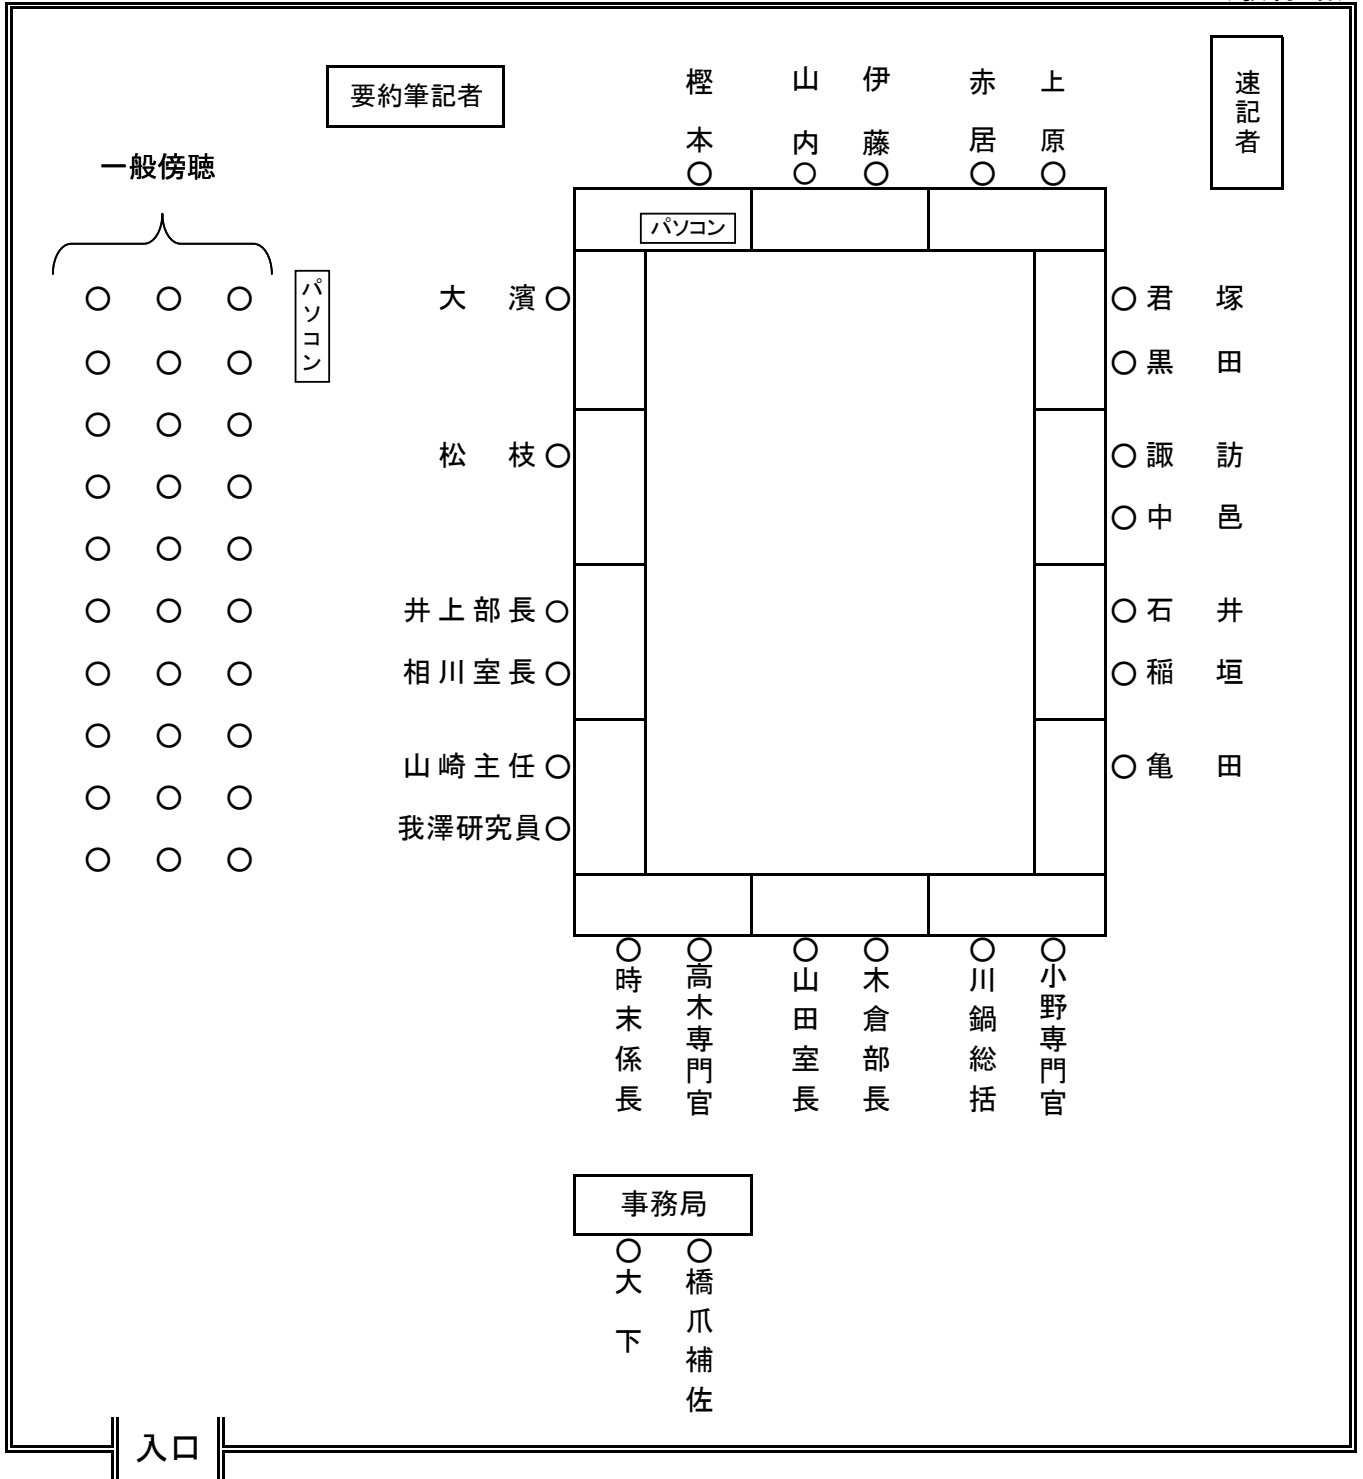 要約筆記者
速記者
樫本
山内
伊藤
赤居
上原
一般傍聴
パソコン
パソコン
大濱
松枝
井上部長
相川室長
山崎主任
我澤研究員
君塚
黒田
諏訪
中邑
石井
稲垣
亀田
時末係長
高木専門官
山田室長
木倉部長
川鍋総括
小野専門官
事務局
大下
橋爪補佐
入口